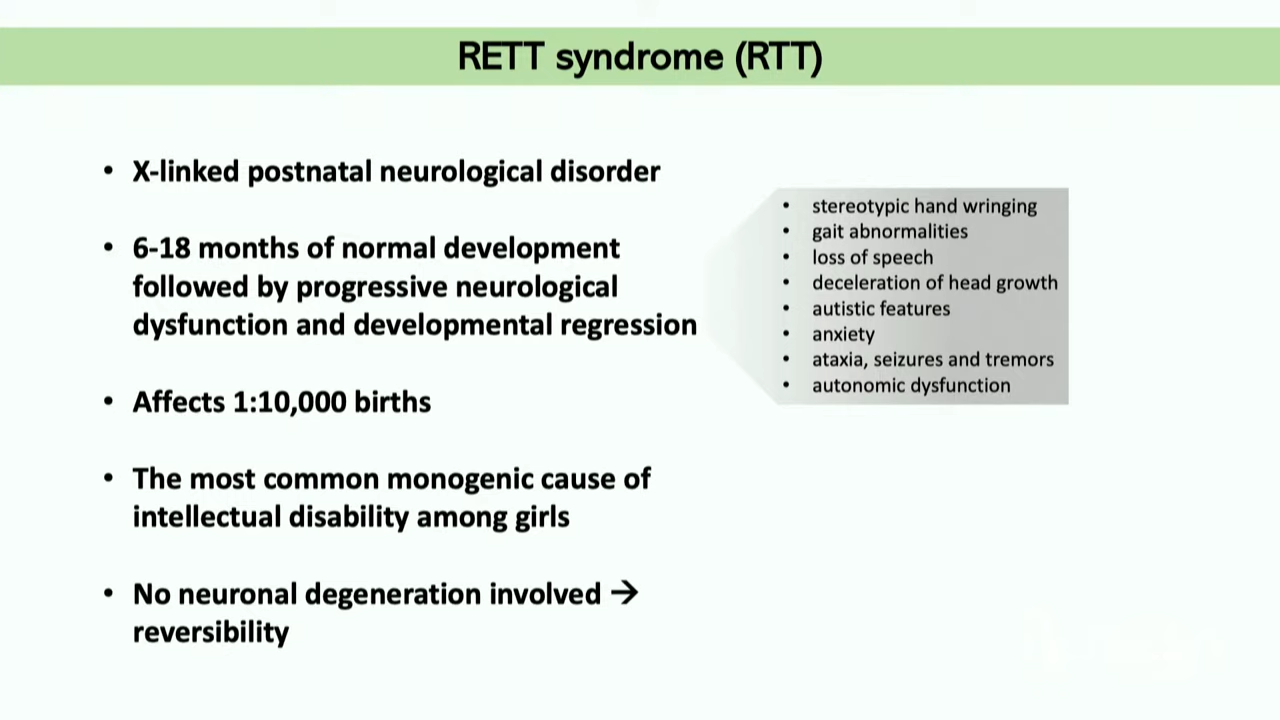 RETT syndrome (RTT)
• X-linked postnatal neurological disorder
• 6-18 months of normal development
followed by progressive neurological
dysfunction and developmental regression
• Affects 1:10,000 births
• The most common monogenic cause of
intellectual disability among girls
• No neuronal degeneration involved →
reversibility
• stereotypic hand wringing
• gait abnormalities
• loss of speech
• deceleration of head growth
• autistic features
• anxiety
• ataxia, seizures and tremors
• autonomic dysfunction